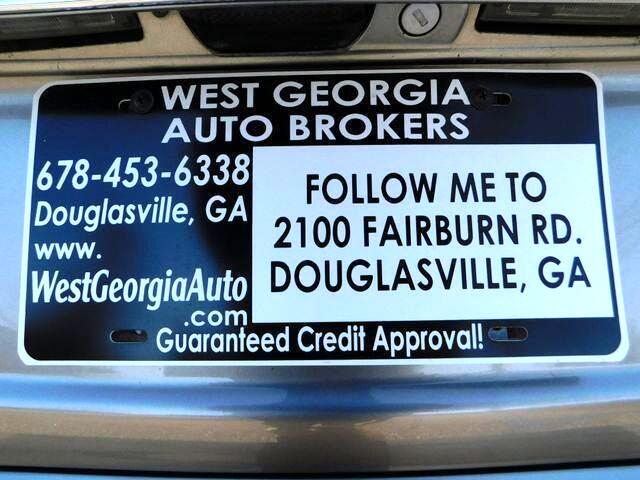 WEST GEORGIA
AUTO BROKERS
678-453-6338
Douglasville, GA
www.
WestGeorgiaAuto
.com
FOLLOW ME TO
2100 FAIRBURN RD.
DOUGLASVILLE, GA
Guaranteed Credit Approval!